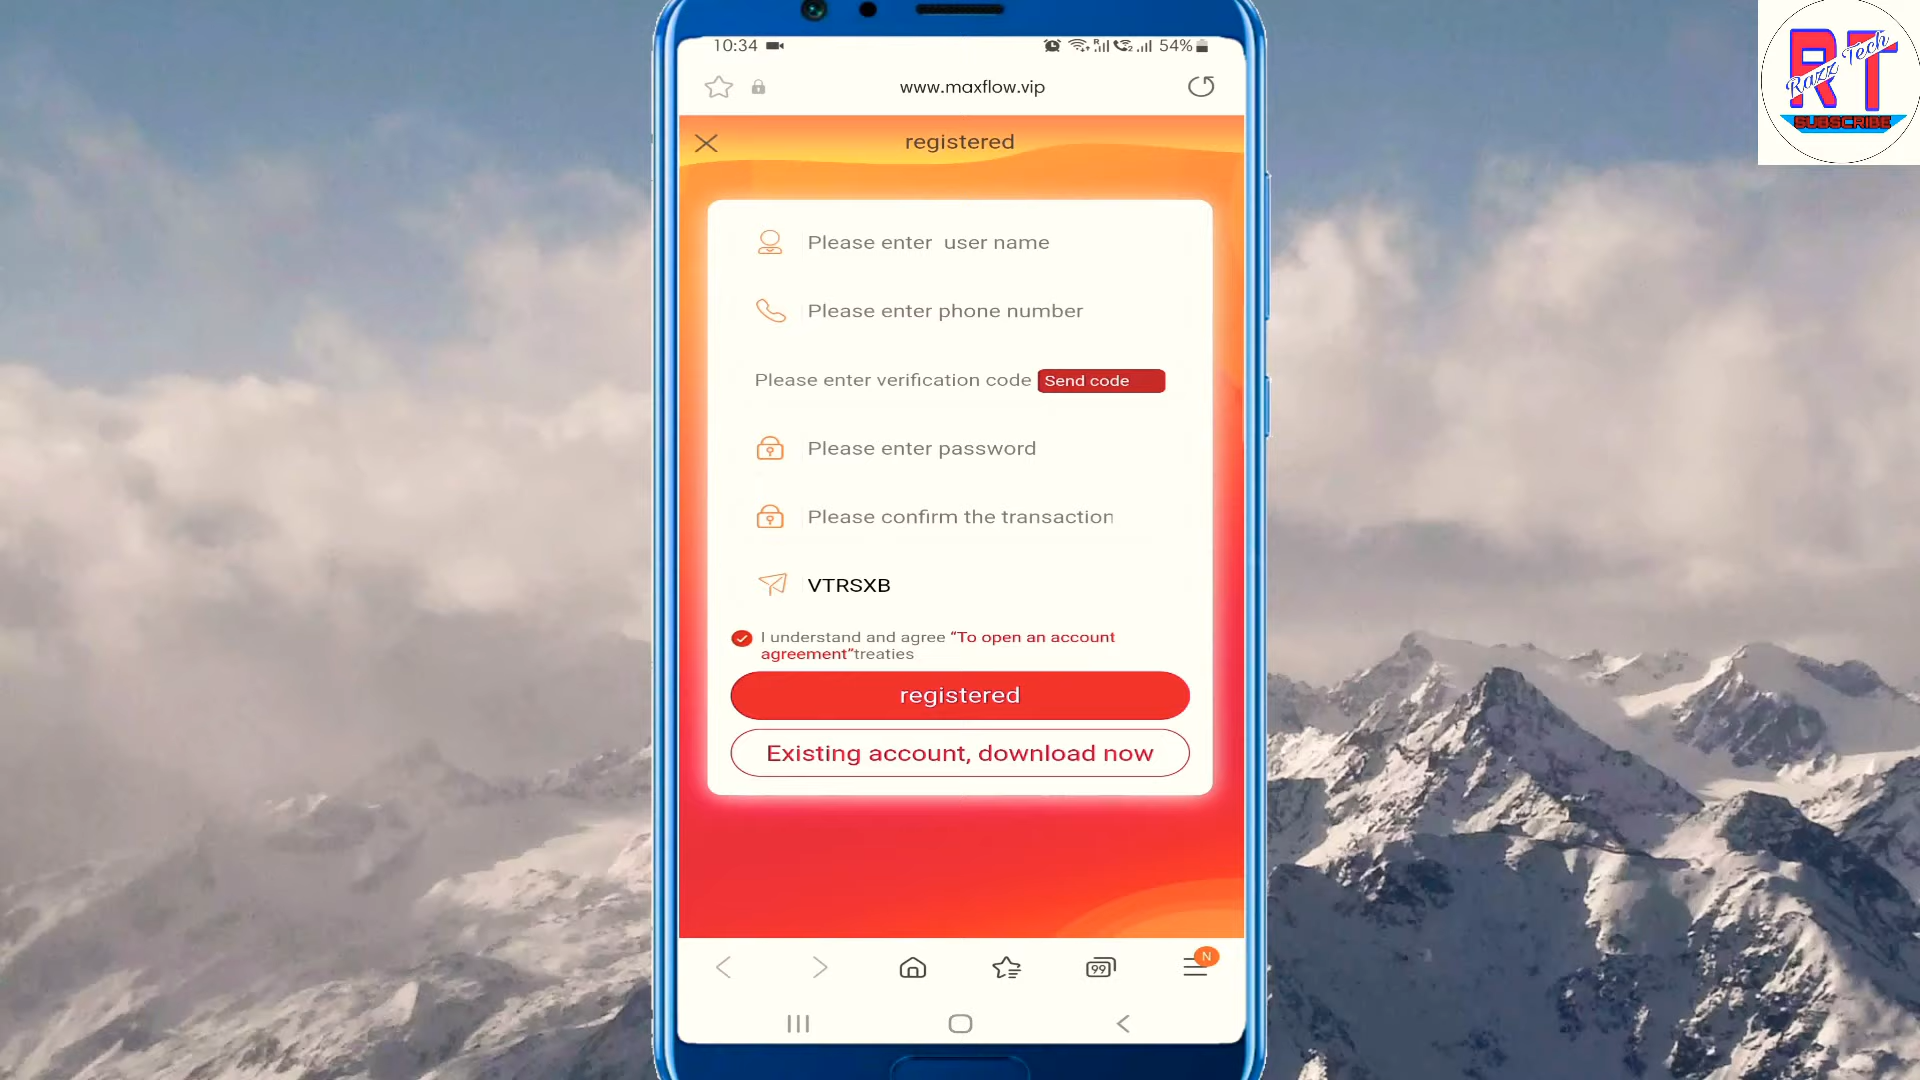 10:34
54%
www.maxflow.vip
registered
Please enter  user name
Please enter phone number
Please enter verification code Send code
Please enter password
Please confirm the transaction
VTRSXB
I understand and agree “To open an account
agreement”treaties
registered
Existing account, download now
99
N
RT
Razz Tech
SUBSCRIBE